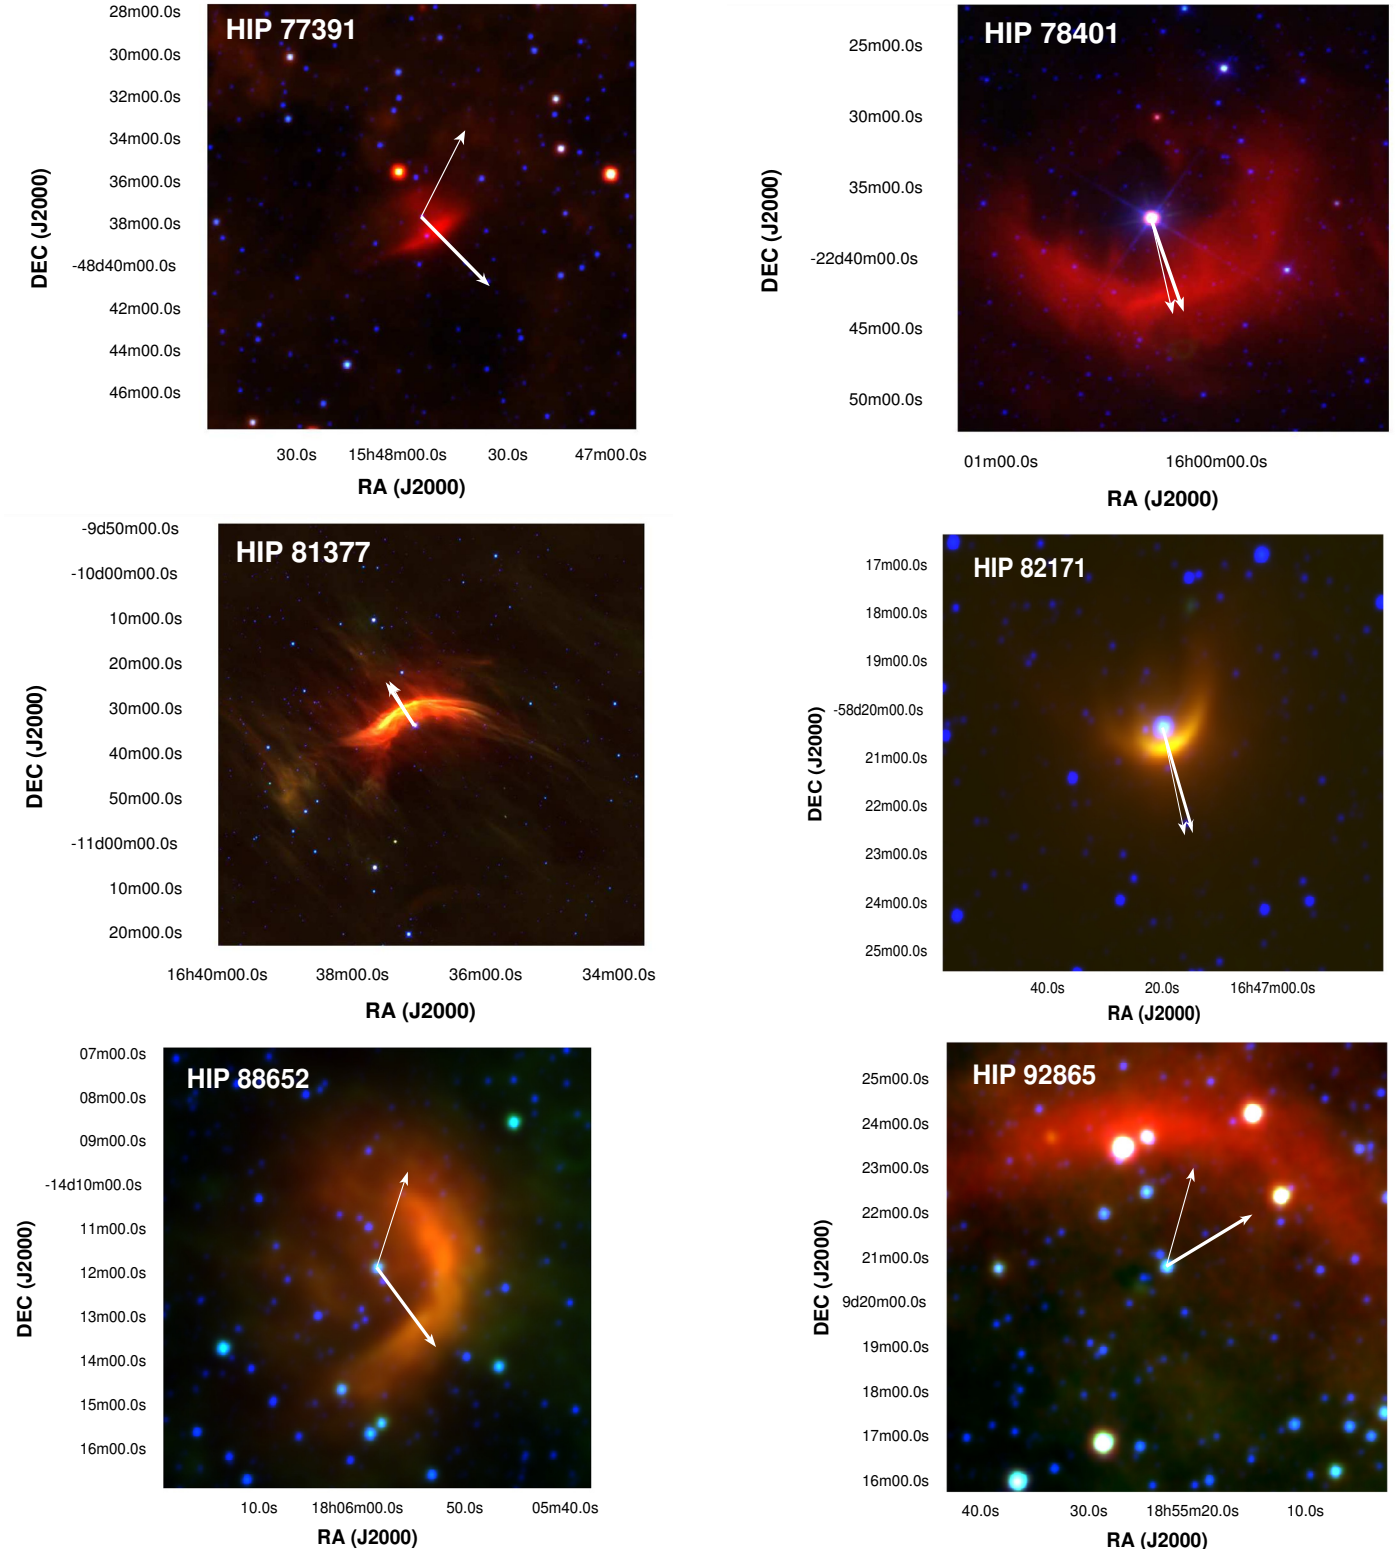 HIP 77391
28m00.0s
30m00.0s
32m00.0s
34m00.0s
36m00.0s
38m00.0s
-48d40m00.0s
42m00.0s
44m00.0s
46m00.0s
DEC (J2000)
30.0s 15h48m00.0s 30.0s 47m00.0s
RA (J2000)
HIP 78401
25m00.0s
30m00.0s
35m00.0s
-22d40m00.0s
45m00.0s
50m00.0s
DEC (J2000)
01m00.0s 16h00m00.0s
RA (J2000)
HIP 81377
-9d50m00.0s
-10d00m00.0s
10m00.0s
20m00.0s
30m00.0s
40m00.0s
50m00.0s
-11d00m00.0s
10m00.0s
20m00.0s
DEC (J2000)
16h40m00.0s 38m00.0s 36m00.0s 34m00.0s
RA (J2000)
HIP 82171
17m00.0s
18m00.0s
19m00.0s
-58d20m00.0s
21m00.0s
22m00.0s
23m00.0s
24m00.0s
25m00.0s
DEC (J2000)
40.0s 20.0s 16h47m00.0s
RA (J2000)
HIP 88652
07m00.0s
08m00.0s
09m00.0s
-14d10m00.0s
11m00.0s
12m00.0s
13m00.0s
14m00.0s
15m00.0s
16m00.0s
DEC (J2000)
10.0s 18h06m00.0s 50.0s 05m40.0s
RA (J2000)
HIP 92865
25m00.0s
24m00.0s
23m00.0s
22m00.0s
21m00.0s
9d20m00.0s
19m00.0s
18m00.0s
17m00.0s
16m00.0s
DEC (J2000)
40.0s 30.0s 18h55m20.0s 10.0s
RA (J2000)